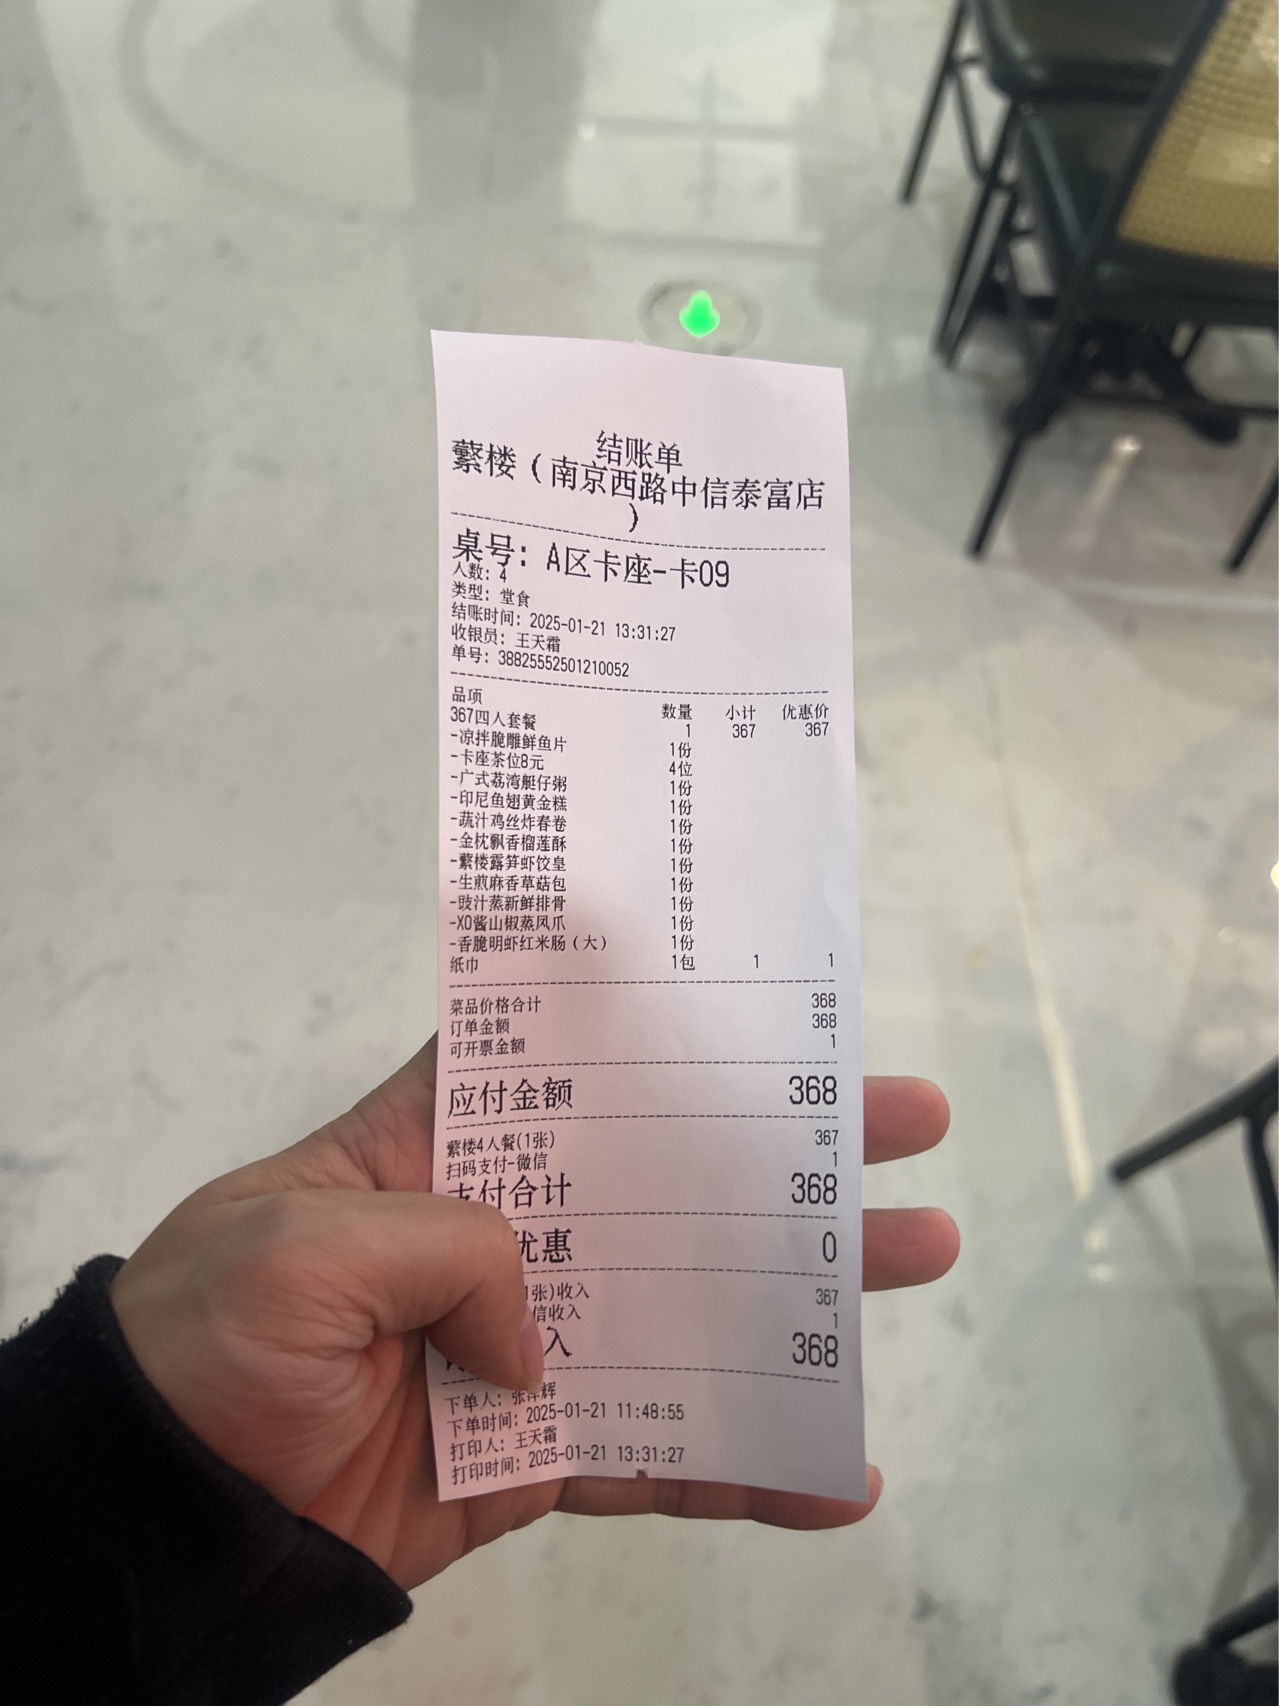 结账单
蘩楼（南京西路中信泰富店
）
桌号：A区卡座-卡09
人数：4
类型：堂食
结账时间：2025-01-21 13:31:27
收银员：王天霜
单号：38825552501210052
品项 数量 小计 优惠价
367四人套餐 1 367 367
-凉拌脆雕鲜鱼片 1份
-卡座茶位8元 4位
-广式荔湾艇仔粥 1份
-印尼鱼翅黄金糕 1份
-蔬汁鸡丝炸春卷 1份
-金枕飘香榴莲酥 1份
-蘩楼露笋虾饺皇 1份
-生煎麻香草菇包 1份
-豉汁蒸新鲜排骨 1份
-XO酱山椒蒸凤爪 1份
-香脆明虾红米肠（大） 1份
纸巾 1包 1 1
菜品价格合计 368
订单金额 368
可开票金额 1
应付金额 368
蘩楼4人餐(1张) 367
扫码支付-微信 1
支付合计 368
优惠 0
1张)收入 367
信收入 1
入 368
下单人：张 辉
下单时间：2025-01-21 11:48:55
打印人：王天霜
打印时间：2025-01-21 13:31:27